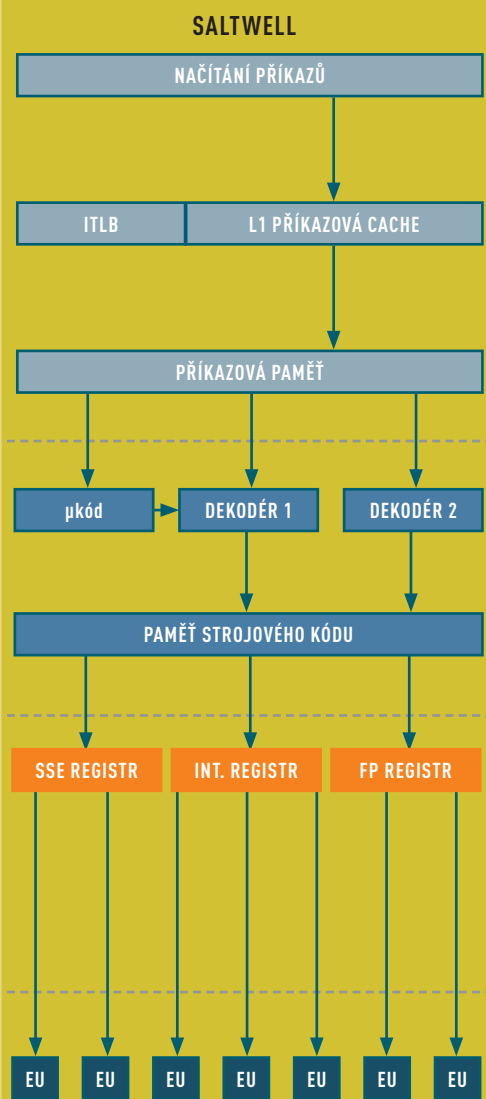 SALTWELL
NAČÍTÁNÍ PŘÍKAZŮ
ITLB
L1 PŘÍKAZOVÁ CACHE
PŘÍKAZOVÁ PAMĚŤ
µkód
DEKODÉR 1
DEKODÉR 2
PAMĚŤ STROJOVÉHO KÓDU
SSE REGISTR
INT. REGISTR
FP REGISTR
EU
EU
EU
EU
EU
EU
EU